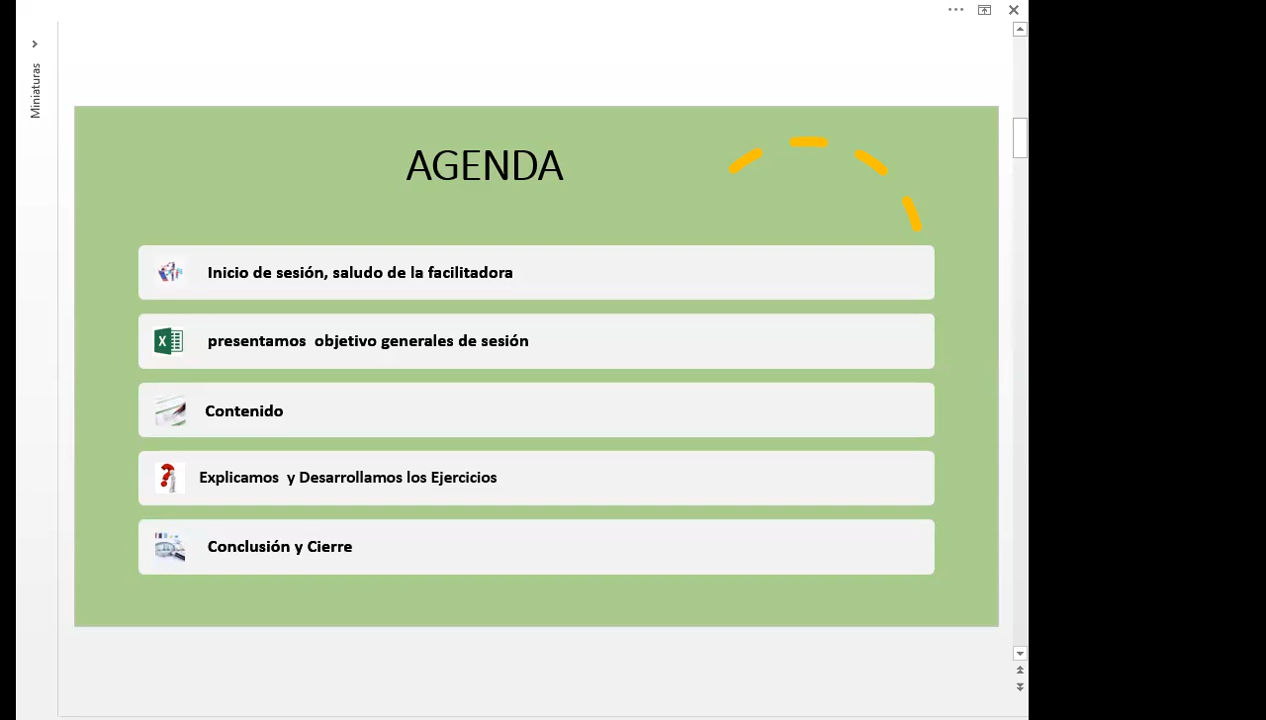 Miniaturas
AGENDA
Inicio de sesión, saludo de la facilitadora
presentamos  objetivo generales de sesión
Contenido
Explicamos  y Desarrollamos los Ejercicios
Conclusión y Cierre